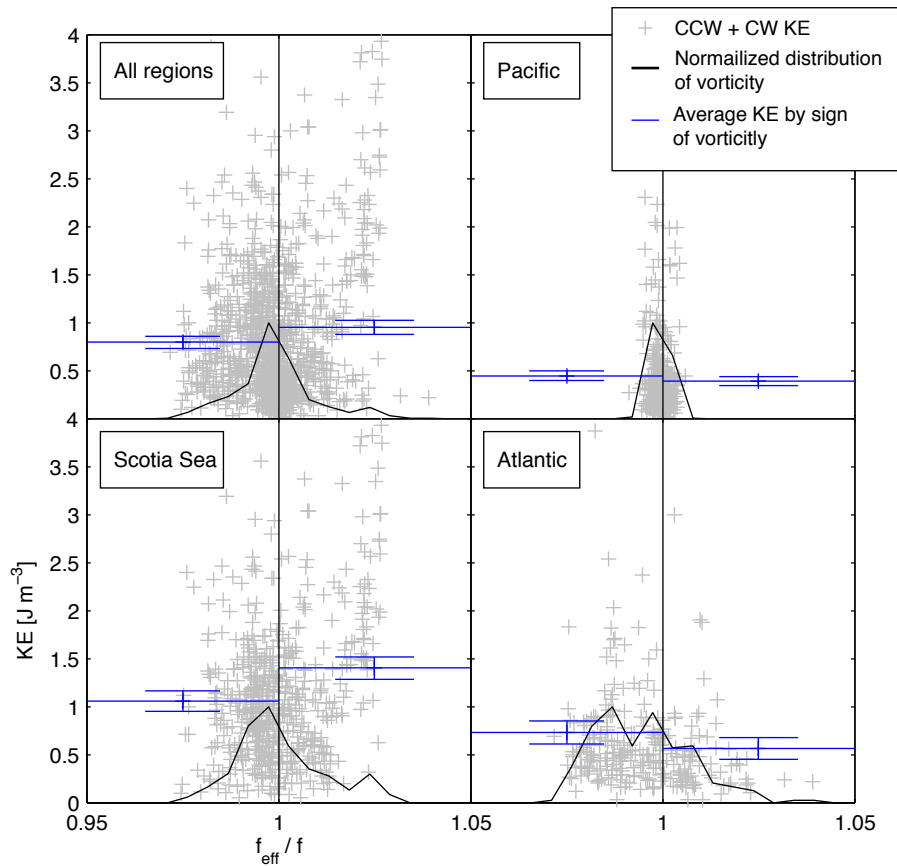 CCW + CW KE
Normailized distribution
of vorticity
Average KE by sign
of vorticitly
All regions
Pacific
4
3.5
3
2.5
2
1.5
1
0.5
Scotia Sea
Atlantic
4
3.5
3
2.5
2
1.5
1
0.5
0
KE [J m⁻³]
0.95
1
1.05
1
1.05
f_eff / f